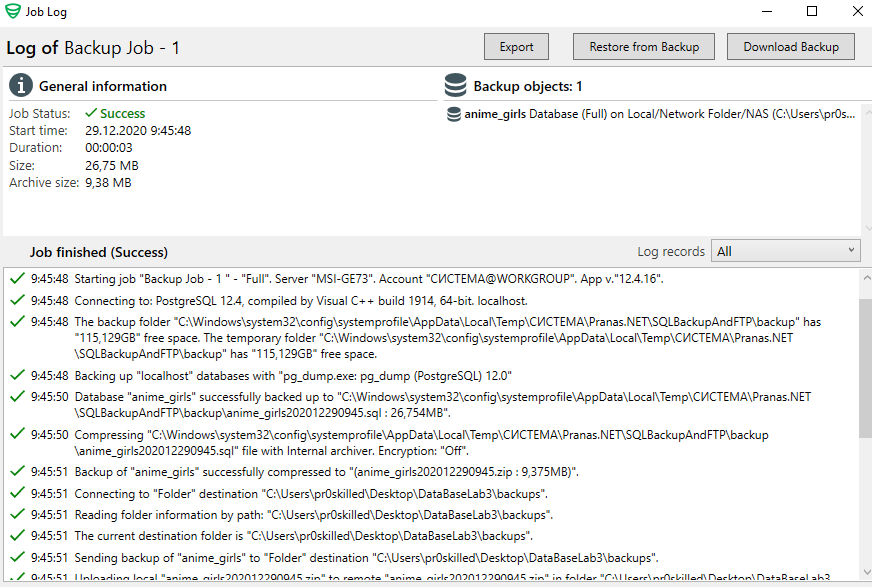 Job Log
Log of Backup Job - 1
Export
Restore from Backup
Download Backup
General information
Job Status: Success
Start time: 29.12.2020 9:45:48
Duration: 00:00:03
Size: 26,75 MB
Archive size: 9,38 MB
Backup objects: 1
anime_girls Database (Full) on Local/Network Folder/NAS (C:\Users\pr0s...
Job finished (Success)
Log records All
9:45:48 Starting job "Backup Job - 1 " - "Full". Server "MSI-GE73". Account "СИСТЕМА@WORKGROUP". App v."12.4.16".
9:45:48 Connecting to: PostgreSQL 12.4, compiled by Visual C++ build 1914, 64-bit. localhost.
9:45:48 The backup folder "C:\Windows\system32\config\systemprofile\AppData\Local\Temp\СИСТЕМА\Pranas.NET\SQLBackupAndFTP\backup" has
"115,129GB" free space. The temporary folder "C:\Windows\system32\config\systemprofile\AppData\Local\Temp\СИСТЕМА\Pranas.NET
\SQLBackupAndFTP\backup" has "115,129GB" free space.
9:45:48 Backing up "localhost" databases with "pg_dump.exe: pg_dump (PostgreSQL) 12.0"
9:45:50 Database "anime_girls" successfully backed up to "C:\Windows\system32\config\systemprofile\AppData\Local\Temp\СИСТЕМА\Pranas.NET
\SQLBackupAndFTP\backup\anime_girls202012290945.sql : 26,754MB".
9:45:50 Compressing "C:\Windows\system32\config\systemprofile\AppData\Local\Temp\СИСТЕМА\Pranas.NET\SQLBackupAndFTP\backup
\anime_girls202012290945.sql" file with Internal archiver. Encryption: "Off".
9:45:51 Backup of "anime_girls" successfully compressed to "(anime_girls202012290945.zip : 9,375MB)".
9:45:51 Connecting to "Folder" destination "C:\Users\pr0skilled\Desktop\DataBaseLab3\backups".
9:45:51 Reading folder information by path: "C:\Users\pr0skilled\Desktop\DataBaseLab3\backups".
9:45:51 The current destination folder is "C:\Users\pr0skilled\Desktop\DataBaseLab3\backups".
9:45:51 Sending backup of "anime_girls" to "Folder" destination "C:\Users\pr0skilled\Desktop\DataBaseLab3\backups".
9:45:51 Uploading local "anime_girls202012290945.zip" to remote "anime_girls202012290945.zip" in folder "C:\Users\pr0skilled\Desktop\DataBaseLab3